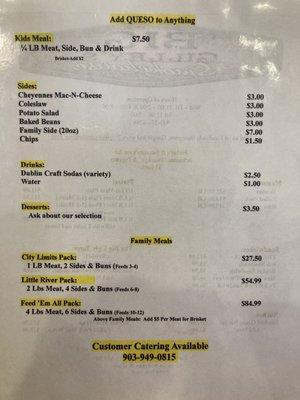 Add QUESO to Anything
Kids Meal: $7.50
¼ LB Meat, Side, Bun & Drink
Brisket-Add $2
Sides:
Cheyennes Mac-N-Cheese $3.00
Coleslaw $3.00
Potato Salad $3.00
Baked Beans $3.00
Family Side (20oz) $7.00
Chips $1.50
Drinks:
Dublin Craft Sodas (variety) $2.50
Water $1.00
Desserts: $3.50
Ask about our selection
Family Meals
City Limits Pack: $27.50
1 LB Meat, 2 Sides & Buns (Feeds 3-4)
Little River Pack: $54.99
2 Lbs Meat, 4 Sides & Buns (Feeds 6-8)
Feed 'Em All Pack: $84.99
4 Lbs Meat, 6 Sides & Buns (Feeds 10-12)
Above Family Meals: Add $5 Per Meat for Brisket
Customer Catering Available
903-949-0815